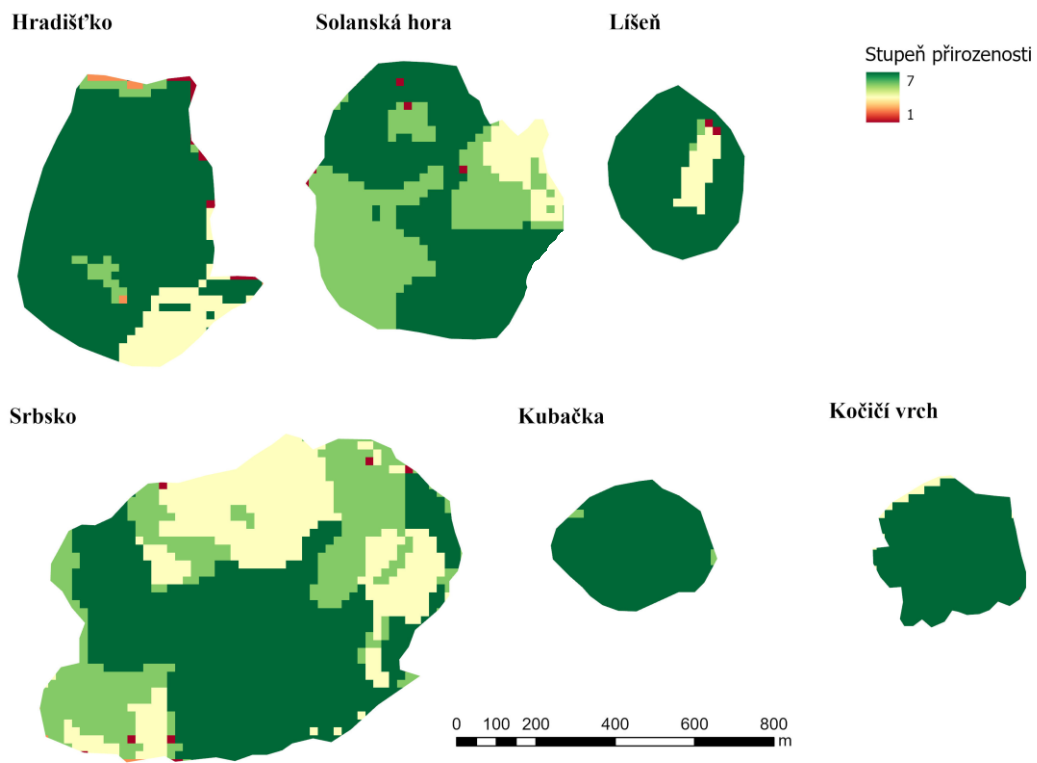 Hradišťko
Solanská hora
Líšeň
Stupeň přirozenosti
7
1
Srbsko
Kubačka
Kočičí vrch
0 100 200 400 600 800
m